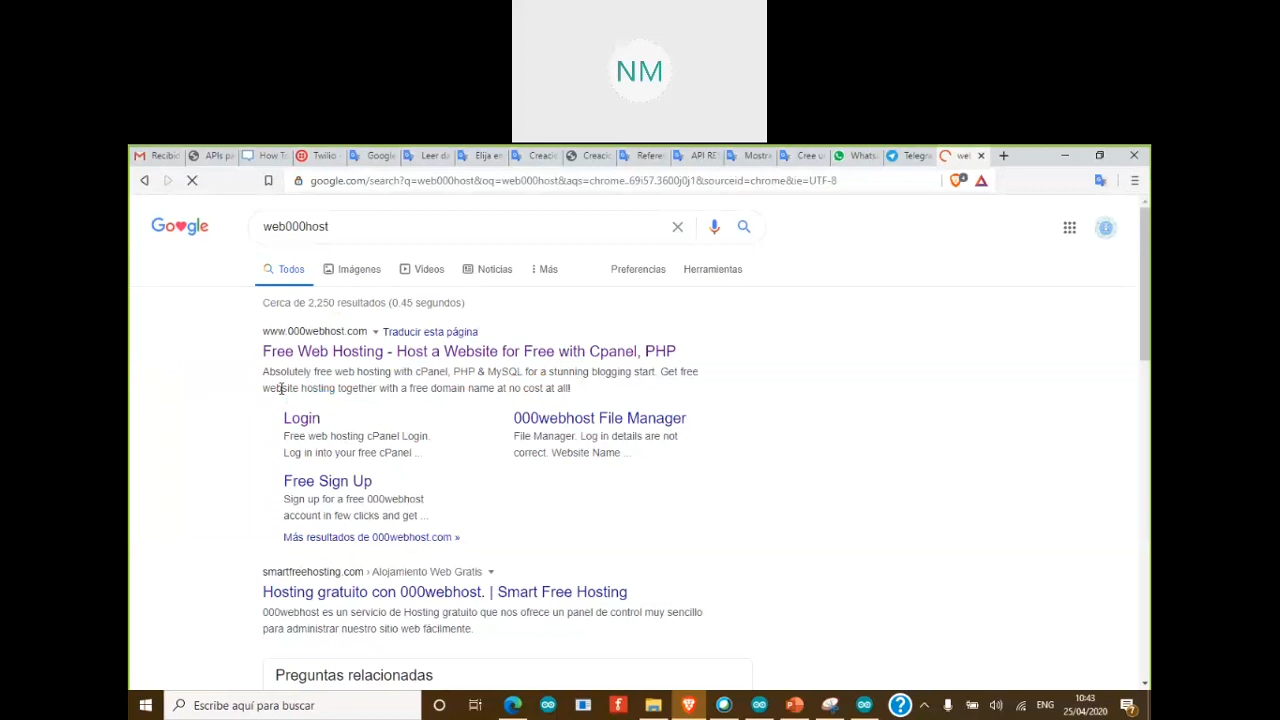 NM
Recibid
APIs pa
How To
Twilio
Google
Leer da
Elija en
Creació
Creació
Refere
API RE
Mostra
Cree u
Whats
Telegra
we
google.com/search?q=web000host&oq=web000host&aqs=chrome..69i57.3600j0j1&sourceid=chrome&ie=UTF-8
Google
web000host
Todos
Imágenes
Videos
Noticias
Más
Preferencias
Herramientas
Cerca de 2,250 resultados (0.45 segundos)
www.000webhost.com Traducir esta página
Free Web Hosting - Host a Website for Free with Cpanel, PHP
Absolutely free web hosting with cPanel, PHP & MySQL for a stunning blogging start. Get free
website hosting together with a free domain name at no cost at all!
Login
Free web hosting cPanel Login.
Log in into your free cPanel ...
000webhost File Manager
File Manager. Log in details are not
correct. Website Name ...
Free Sign Up
Sign up for a free 000webhost
account in few clicks and get ...
Más resultados de 000webhost.com »
smartfreehosting.com › Alojamiento Web Gratis
Hosting gratuito con 000webhost. | Smart Free Hosting
000webhost es un servicio de Hosting gratuito que nos ofrece un panel de control muy sencillo
para administrar nuestro sitio web fácilmente.
Preguntas relacionadas
Escribe aquí para buscar
ENG
10:43
25/04/2020